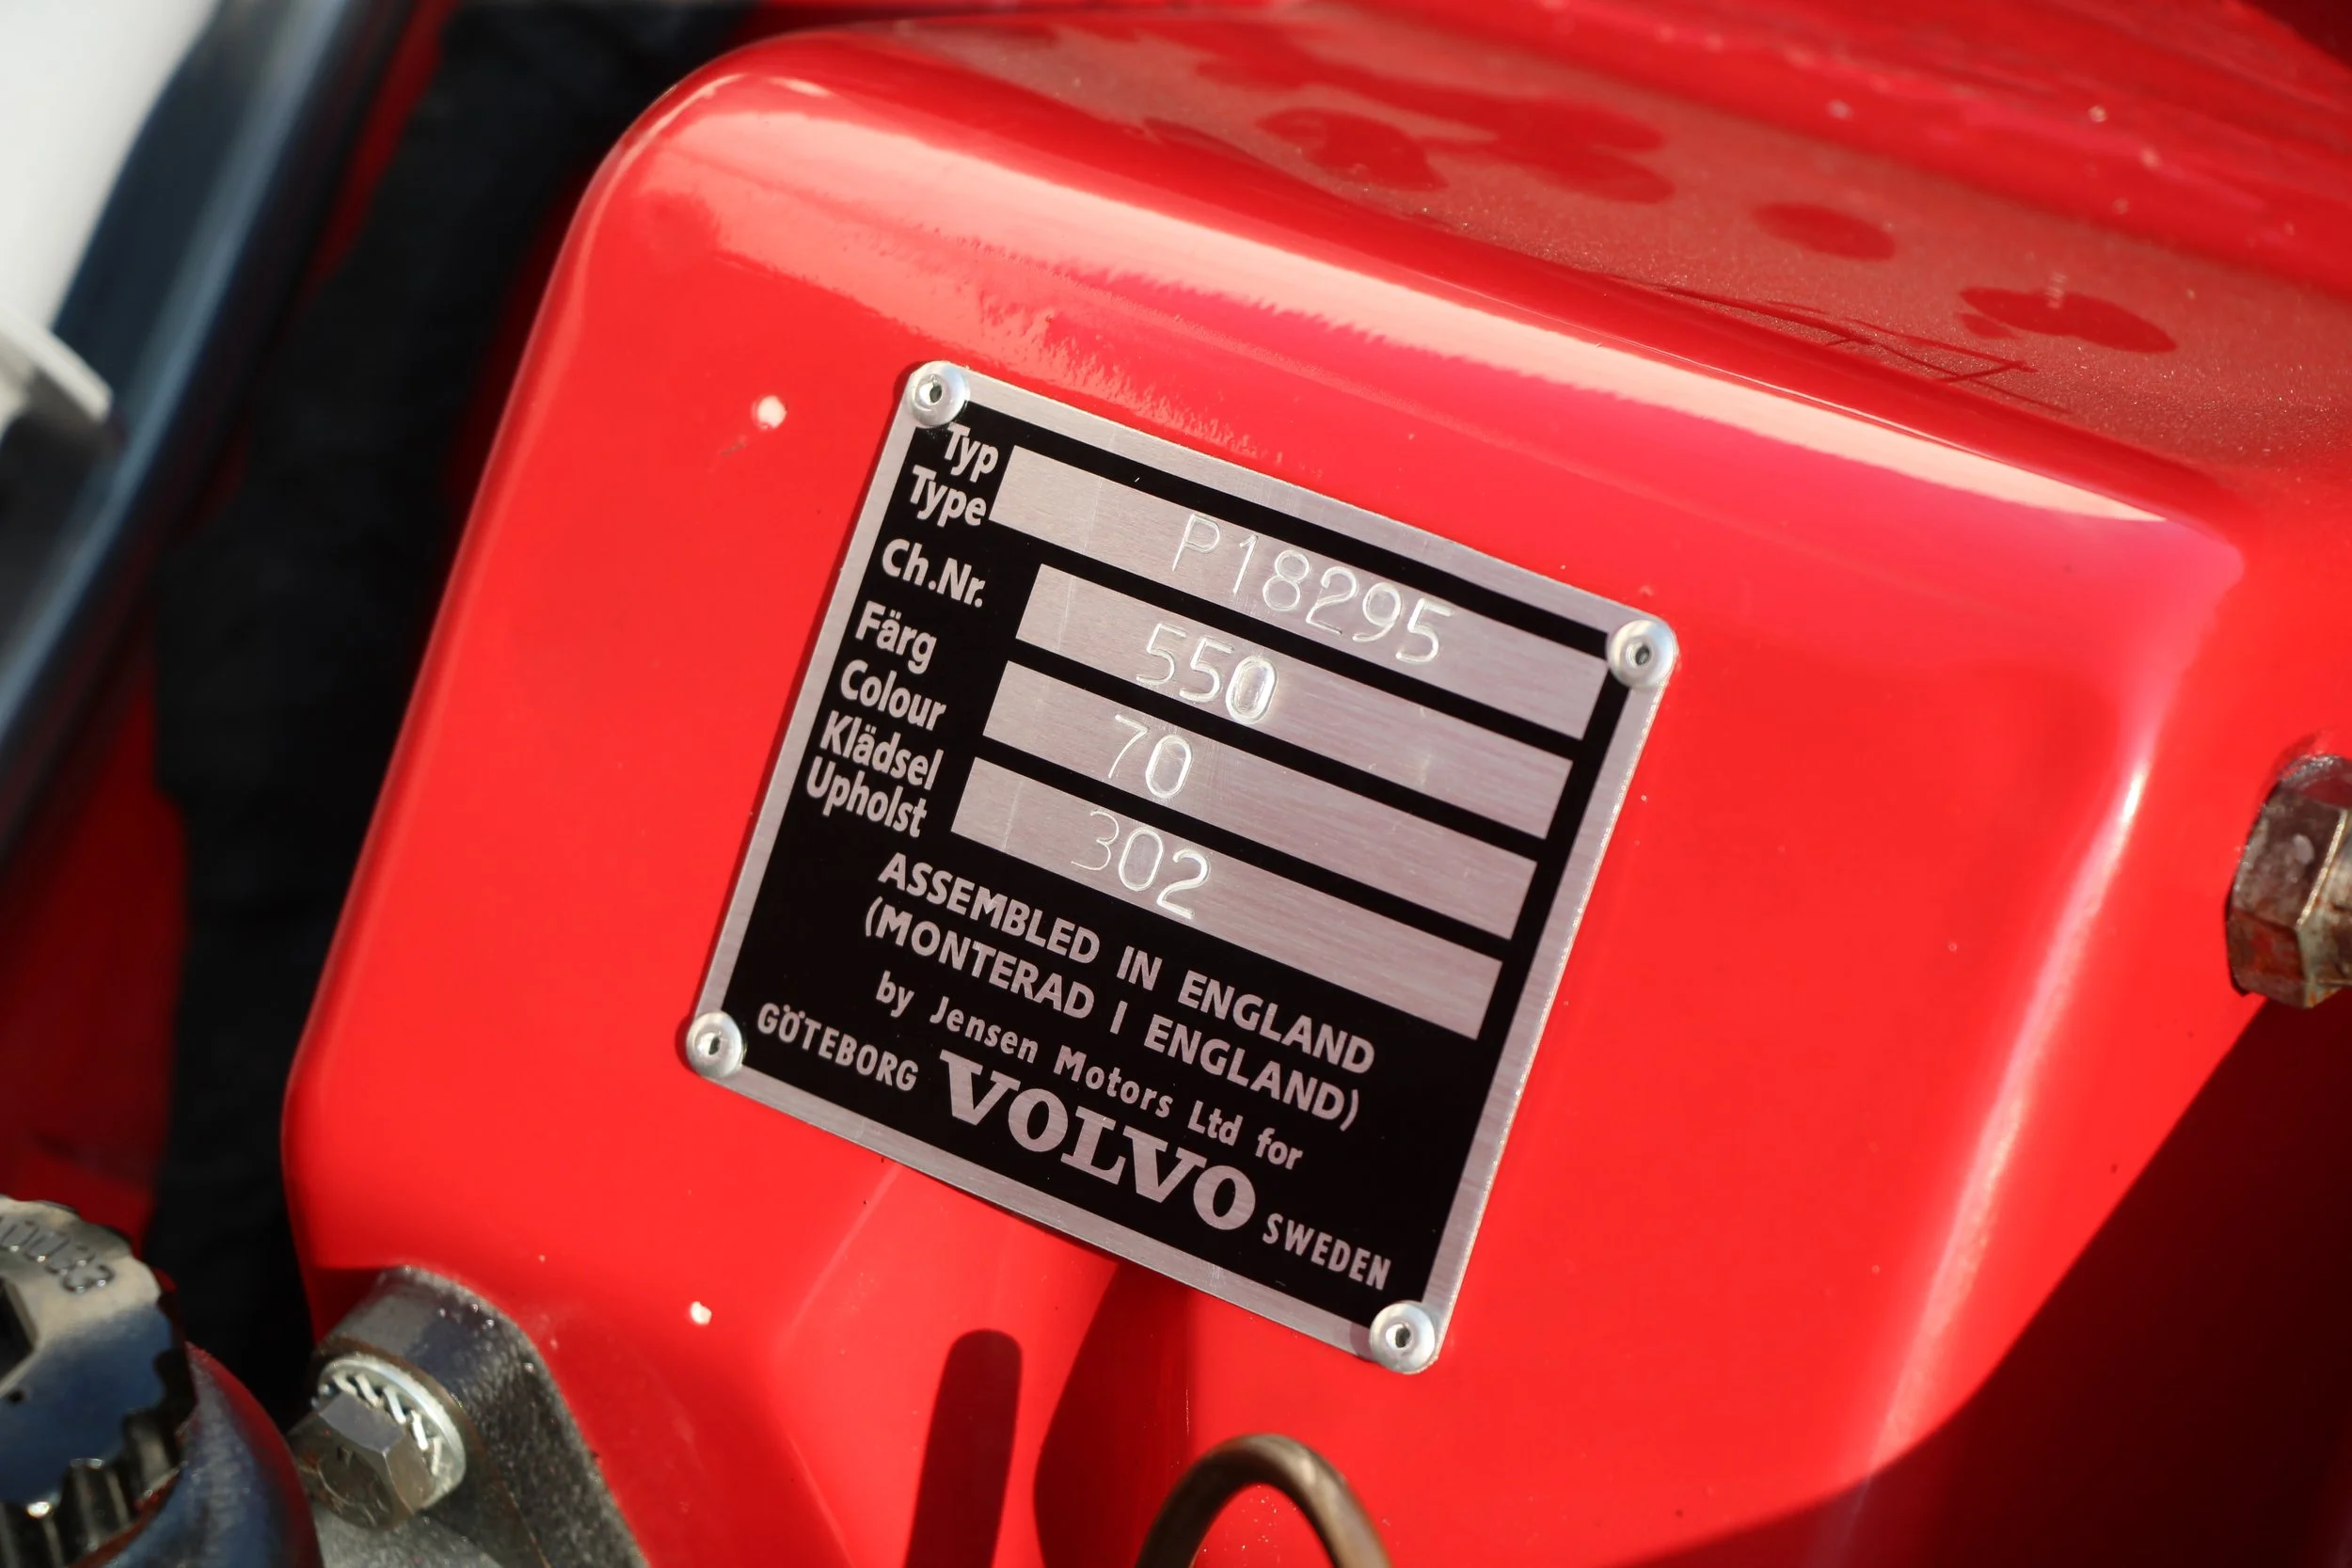 Typ
Type P18295
Ch.Nr. 550
Färg
Colour 70
Klädsel
Upholst 302
ASSEMBLED IN ENGLAND
(MONTERAD I ENGLAND)
by Jensen Motors Ltd for
GÖTEBORG VOLVO SWEDEN